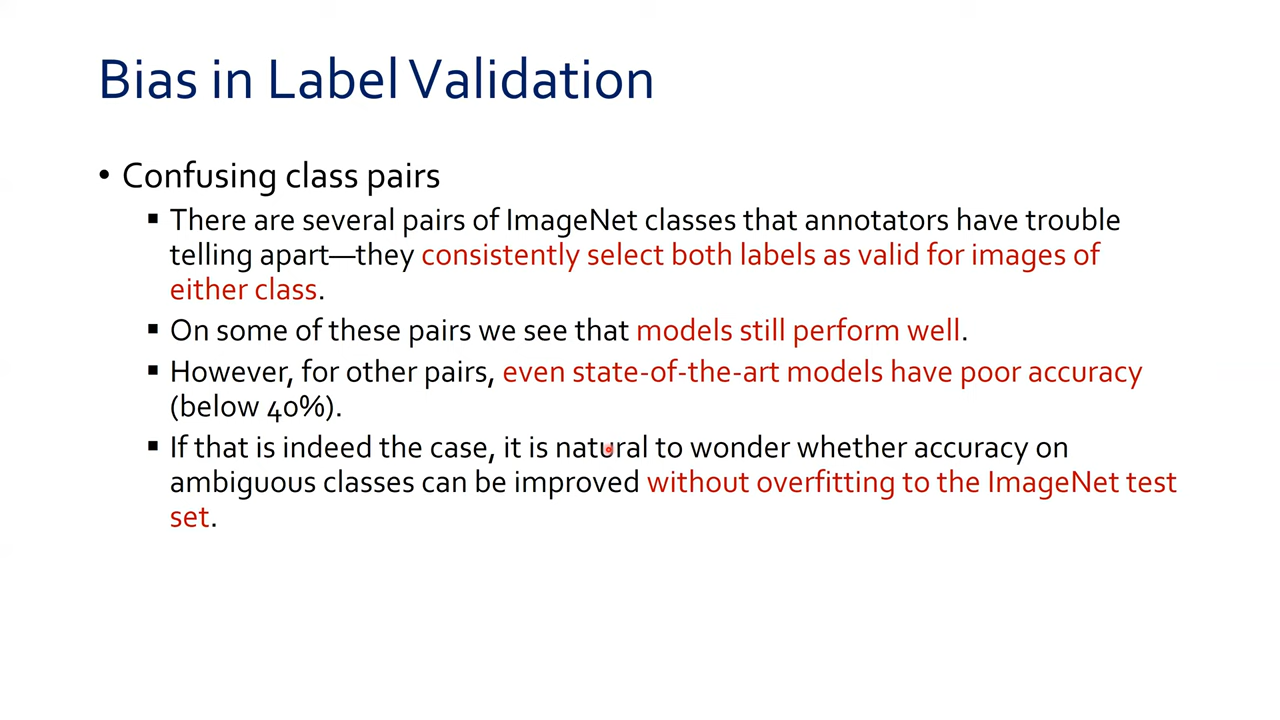 Bias in Label Validation
• Confusing class pairs
▪ There are several pairs of ImageNet classes that annotators have trouble
telling apart—they consistently select both labels as valid for images of
either class.
▪ On some of these pairs we see that models still perform well.
▪ However, for other pairs, even state-of-the-art models have poor accuracy
(below 40%).
▪ If that is indeed the case, it is natural to wonder whether accuracy on
ambiguous classes can be improved without overfitting to the ImageNet test
set.